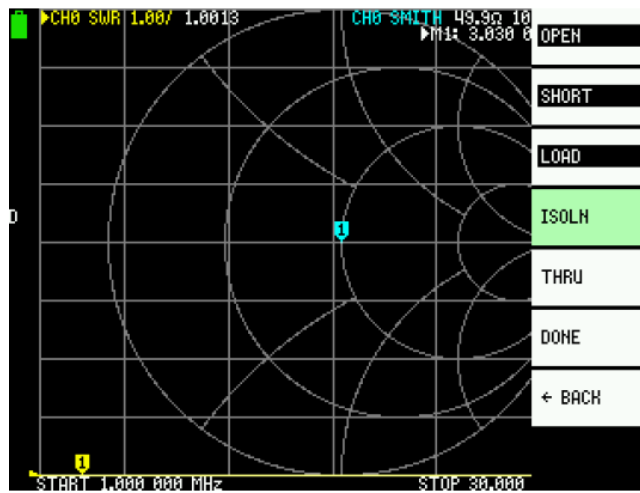 ▶CH0 SWR 1.00/ 1.0013 CH0 SMITH 49.9Ω 10
▶M1: 3.030 0
OPEN
SHORT
LOAD
1
ISOLN
THRU
DONE
← BACK
1
START 1.000 000 MHz STOP 30.000